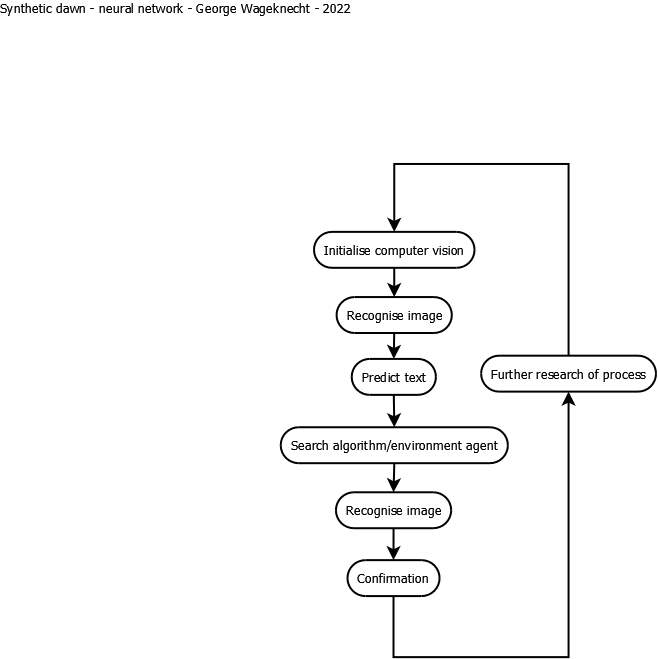 Synthetic dawn - neural network - George Wageknecht - 2022
Initialise computer vision
Recognise image
Predict text
Further research of process
Search algorithm/environment agent
Recognise image
Confirmation